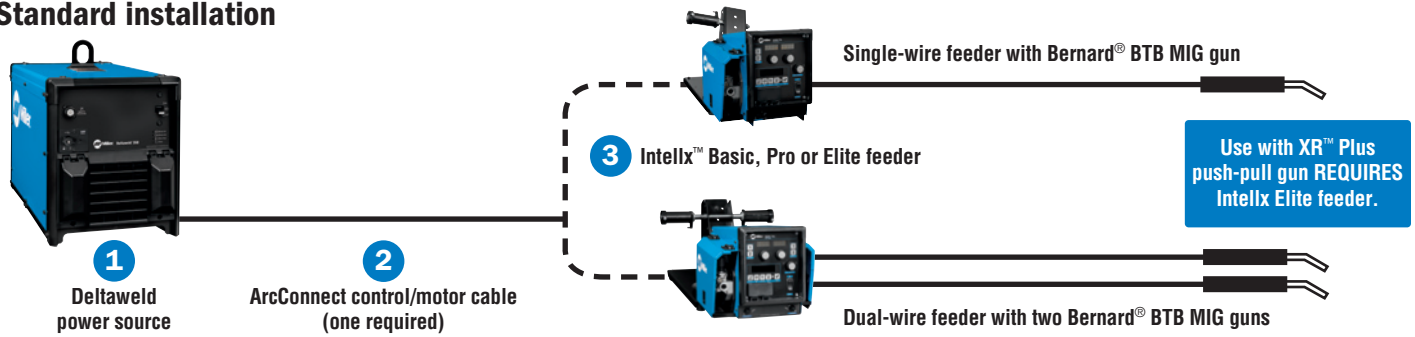 Standard installation
Miller
Single-wire feeder with Bernard® BTB MIG gun
3 Intellx™ Basic, Pro or Elite feeder
Use with XR™ Plus
push-pull gun REQUIRES
Intellx Elite feeder.
1
Deltaweld
power source
2
ArcConnect control/motor cable
(one required)
Dual-wire feeder with two Bernard® BTB MIG guns